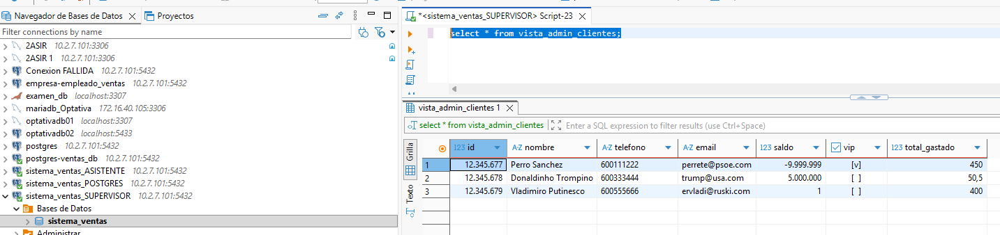 Navegador de Bases de Datos
Proyectos
Filter connections by name
2ASIR 10.2.7.101:3306
2ASIR 1 10.2.7.101:3306
Conexion FALLIDA 10.2.7.101:5432
empresa-empleado_ventas 10.2.7.101:5432
examen_db localhost:3307
mariadb_Optativa 172.16.40.105:3306
optativadb01 localhost:3307
optativadb02 localhost:5433
postgres 10.2.7.101:5432
postgres-ventas_db 10.2.7.101:5432
sistema_ventas_ASISTENTE 10.2.7.101:5432
sistema_ventas_POSTGRES 10.2.7.101:5432
sistema_ventas_SUPERVISOR 10.2.7.101:5432
Bases de Datos
sistema_ventas
Administrar
*<sistema_ventas_SUPERVISOR> Script-23
select * from vista_admin_clientes;
vista_admin_clientes 1
select * from vista_admin_clientes
Enter a SQL expression to filter results (use Ctrl+Space)
Grilla
Texto
123 id A-Z nombre A-Z telefono A-Z email 123 saldo vip 123 total_gastado
1 12.345.677 Perro Sanchez 600111222 perrete@psoe.com -9.999.999 [v] 450
2 12.345.678 Donaldinho Trompino 600333444 trump@usa.com 5.000.000 [ ] 50,5
3 12.345.679 Vladimiro Putinesco 600555666 ervladi@ruski.com 1 [ ] 400